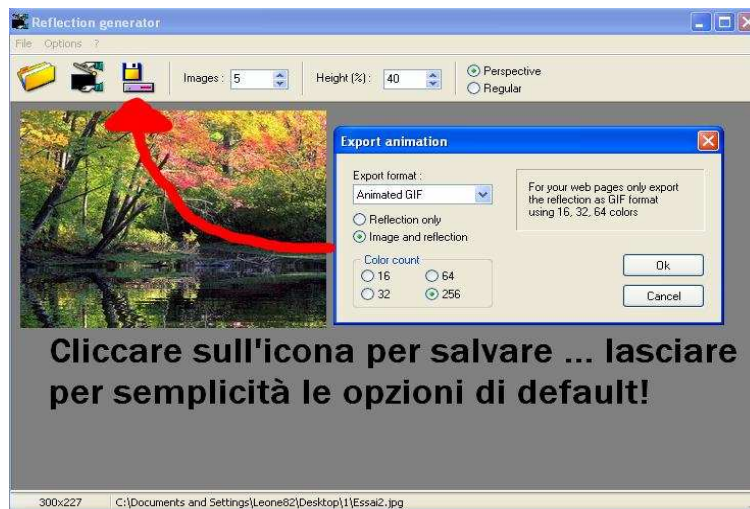 Reflection generator
File Options ?
Images : 5 Height (%) : 40 Perspective
Regular
Export animation
Export format :
Animated GIF
Reflection only
Image and reflection
For your web pages only export
the reflection as GIF format
using 16, 32, 64 colors
Color count
16 64
32 256
Ok
Cancel
Cliccare sull'icona per salvare ... lasciare
per semplicità le opzioni di default!
300x227 C:\Documents and Settings\Leone82\Desktop\1\Essai2.jpg